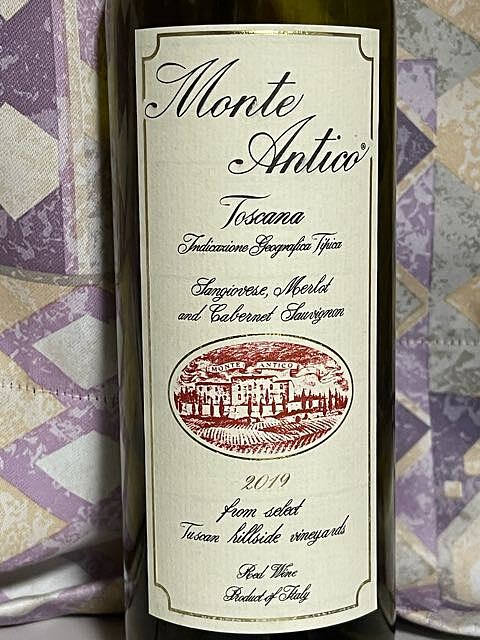 Monte
Antico®
Toscana
Indicazione Geografica Tipica
Sangiovese, Merlot
and Cabernet Sauvignon
MONTE ANTICO
2019
from select
Tuscan hillside vineyards
Red Wine
Product of Italy